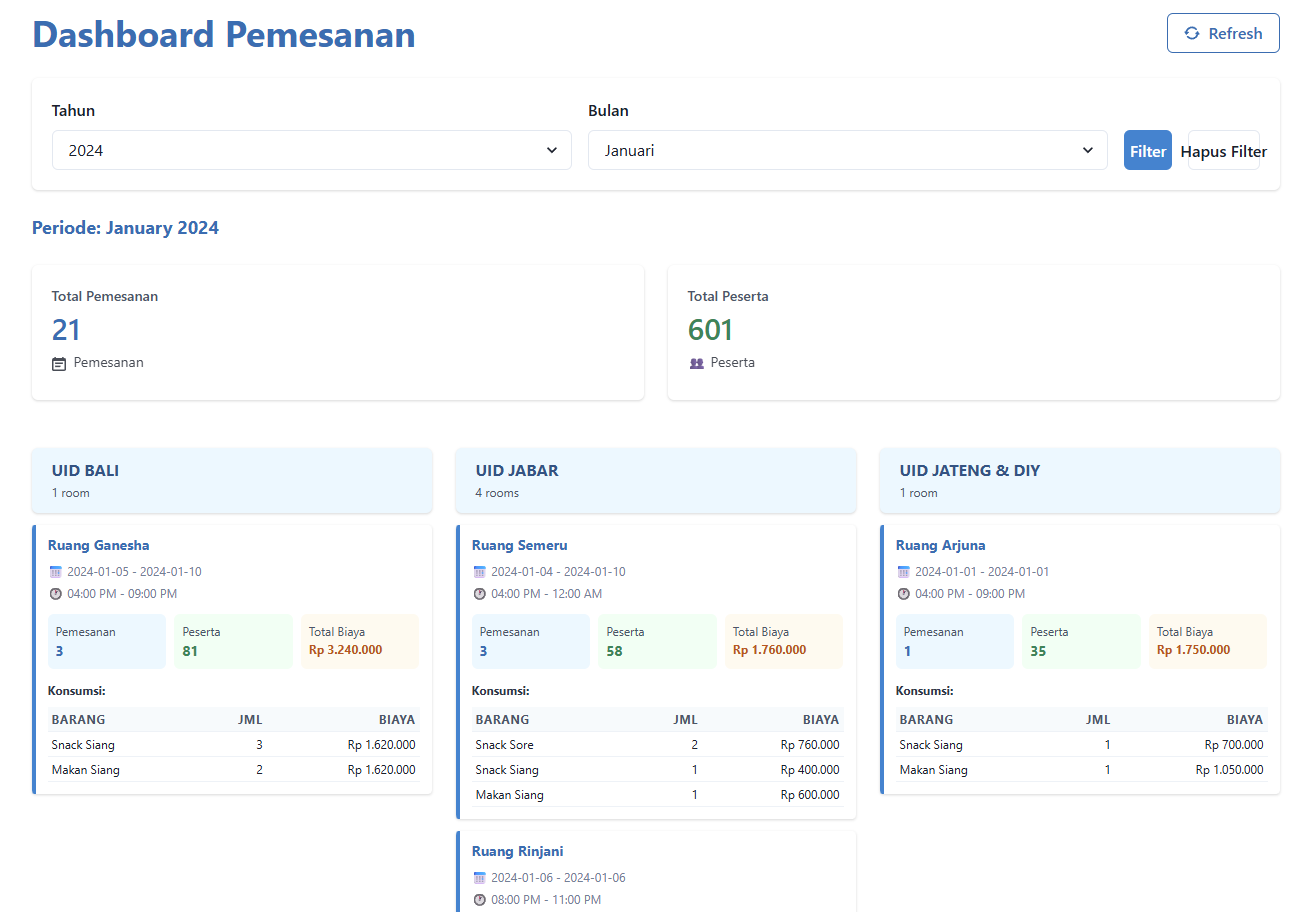 Dashboard Pemesanan
Refresh
Tahun
Bulan
2024
Januari
Filter
Hapus Filter
Periode: January 2024
Total Pemesanan
21
Pemesanan
Total Peserta
601
Peserta
UID BALI
1 room
Ruang Ganesha
2024-01-05 - 2024-01-10
04:00 PM - 09:00 PM
Pemesanan
3
Peserta
81
Total Biaya
Rp 3.240.000
Konsumsi:
BARANG JML BIAYA
Snack Siang 3 Rp 1.620.000
Makan Siang 2 Rp 1.620.000
UID JABAR
4 rooms
Ruang Semeru
2024-01-04 - 2024-01-10
04:00 PM - 12:00 AM
Pemesanan
3
Peserta
58
Total Biaya
Rp 1.760.000
Konsumsi:
BARANG JML BIAYA
Snack Sore 2 Rp 760.000
Snack Siang 1 Rp 400.000
Makan Siang 1 Rp 600.000
Ruang Rinjani
2024-01-06 - 2024-01-06
08:00 PM - 11:00 PM
UID JATENG & DIY
1 room
Ruang Arjuna
2024-01-01 - 2024-01-01
04:00 PM - 09:00 PM
Pemesanan
1
Peserta
35
Total Biaya
Rp 1.750.000
Konsumsi:
BARANG JML BIAYA
Snack Siang 1 Rp 700.000
Makan Siang 1 Rp 1.050.000